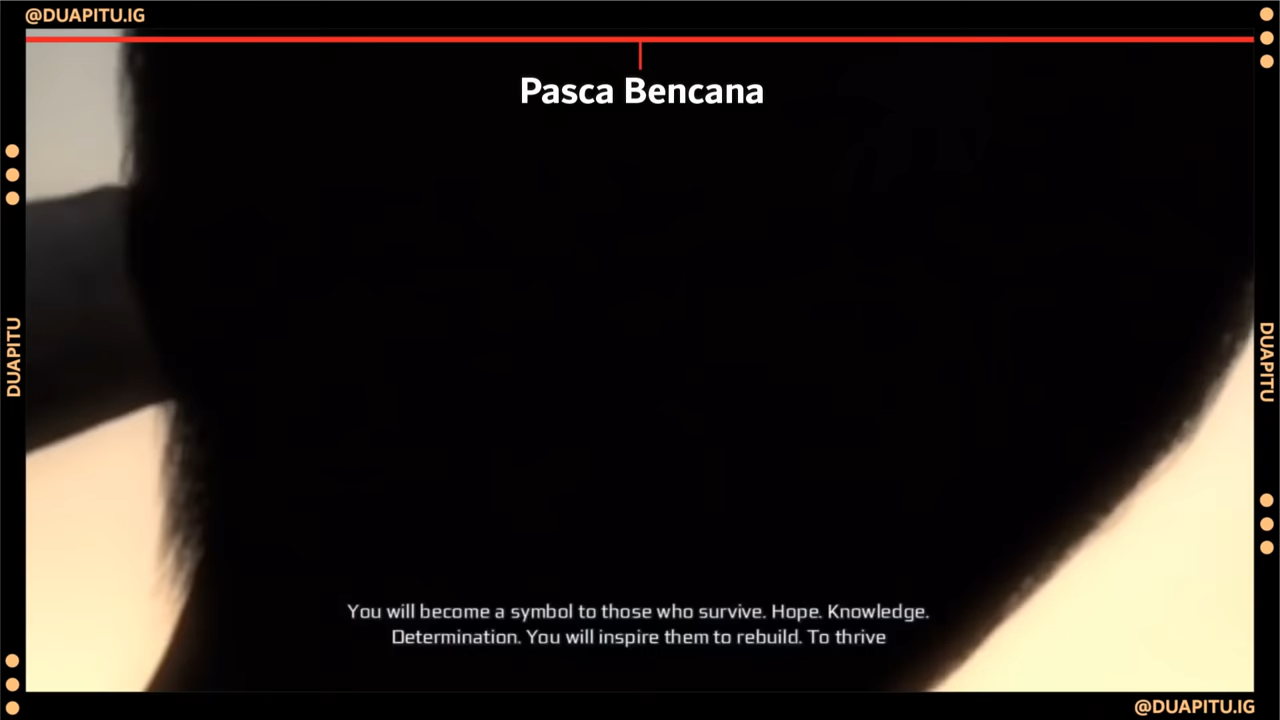 @DUAPITU.IG
Pasca Bencana
DUAPITU
DUAPITU
You will become a symbol to those who survive. Hope. Knowledge.
Determination. You will inspire them to rebuild. To thrive
@DUAPITU.IG